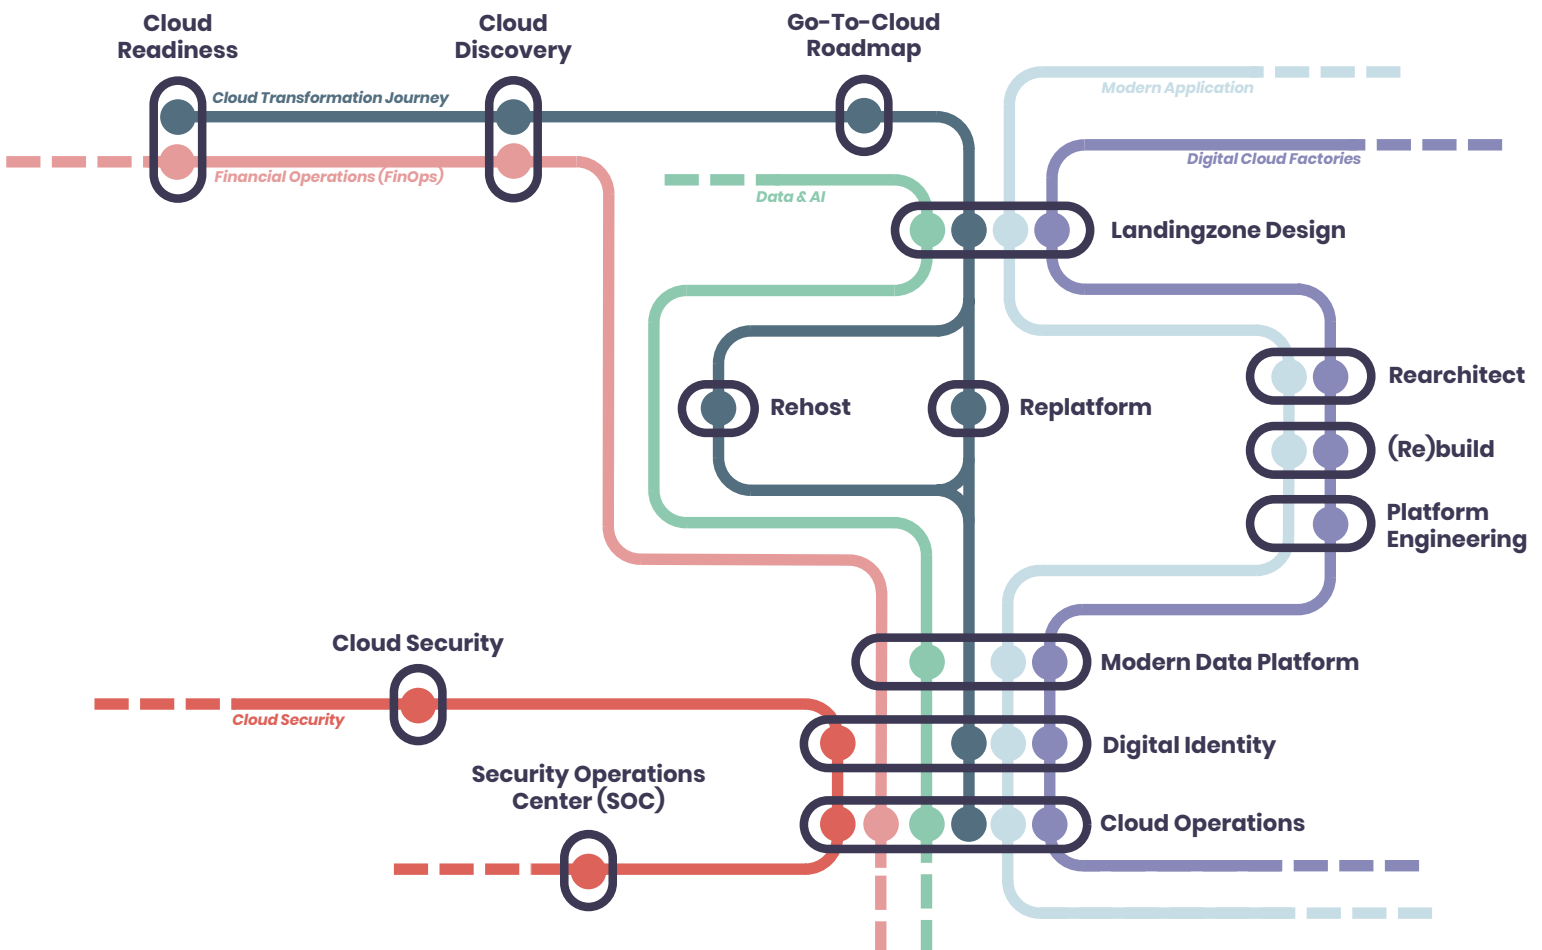 Cloud
Readiness
Cloud
Discovery
Go-To-Cloud
Roadmap
Cloud Transformation Journey
Modern Application
Digital Cloud Factories
Financial Operations (FinOps)
Data & AI
Landingzone Design
Rearchitect
Rehost
Replatform
(Re)build
Platform
Engineering
Cloud Security
Modern Data Platform
Cloud Security
Digital Identity
Security Operations
Center (SOC)
Cloud Operations